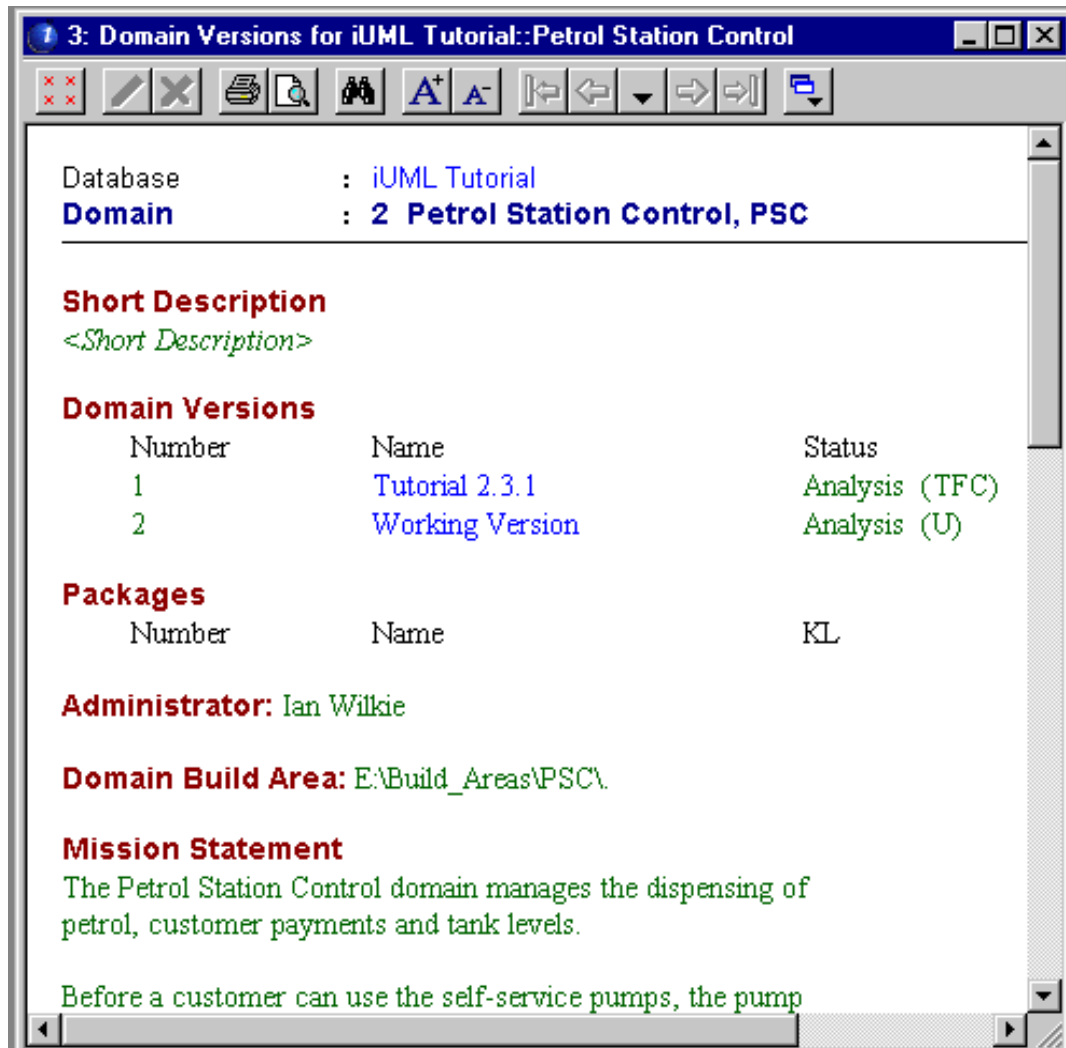 3: Domain Versions for iUML Tutorial::Petrol Station Control
A+ A-
Database : iUML Tutorial
Domain : 2 Petrol Station Control, PSC
Short Description
<Short Description>
Domain Versions
Number Name Status
1 Tutorial 2.3.1 Analysis (TFC)
2 Working Version Analysis (U)
Packages
Number Name KL
Administrator: Ian Wilkie
Domain Build Area: E:\Build_Areas\PSC\.
Mission Statement
The Petrol Station Control domain manages the dispensing of
petrol, customer payments and tank levels.
Before a customer can use the self-service pumps, the pump